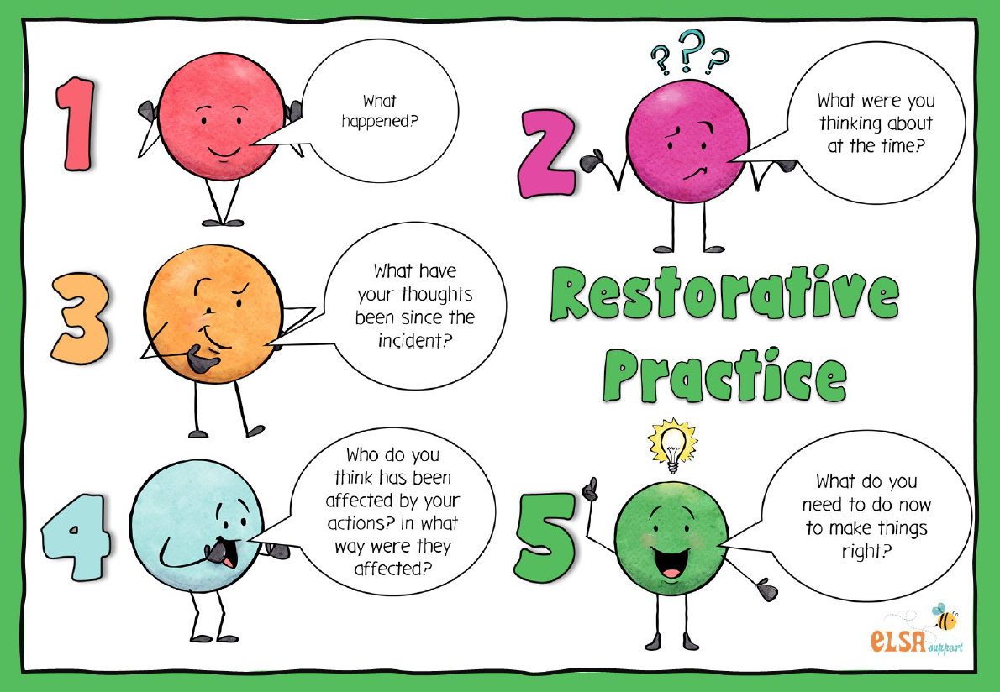 1
What
happened?
2
? ? ?
What were you
thinking about
at the time?
3
What have
your thoughts
been since the
incident?
Restorative
Practice
4
Who do you
think has been
affected by your
actions? In what
way were they
affected?
5
What do you
need to do now
to make things
right?
eLSA support